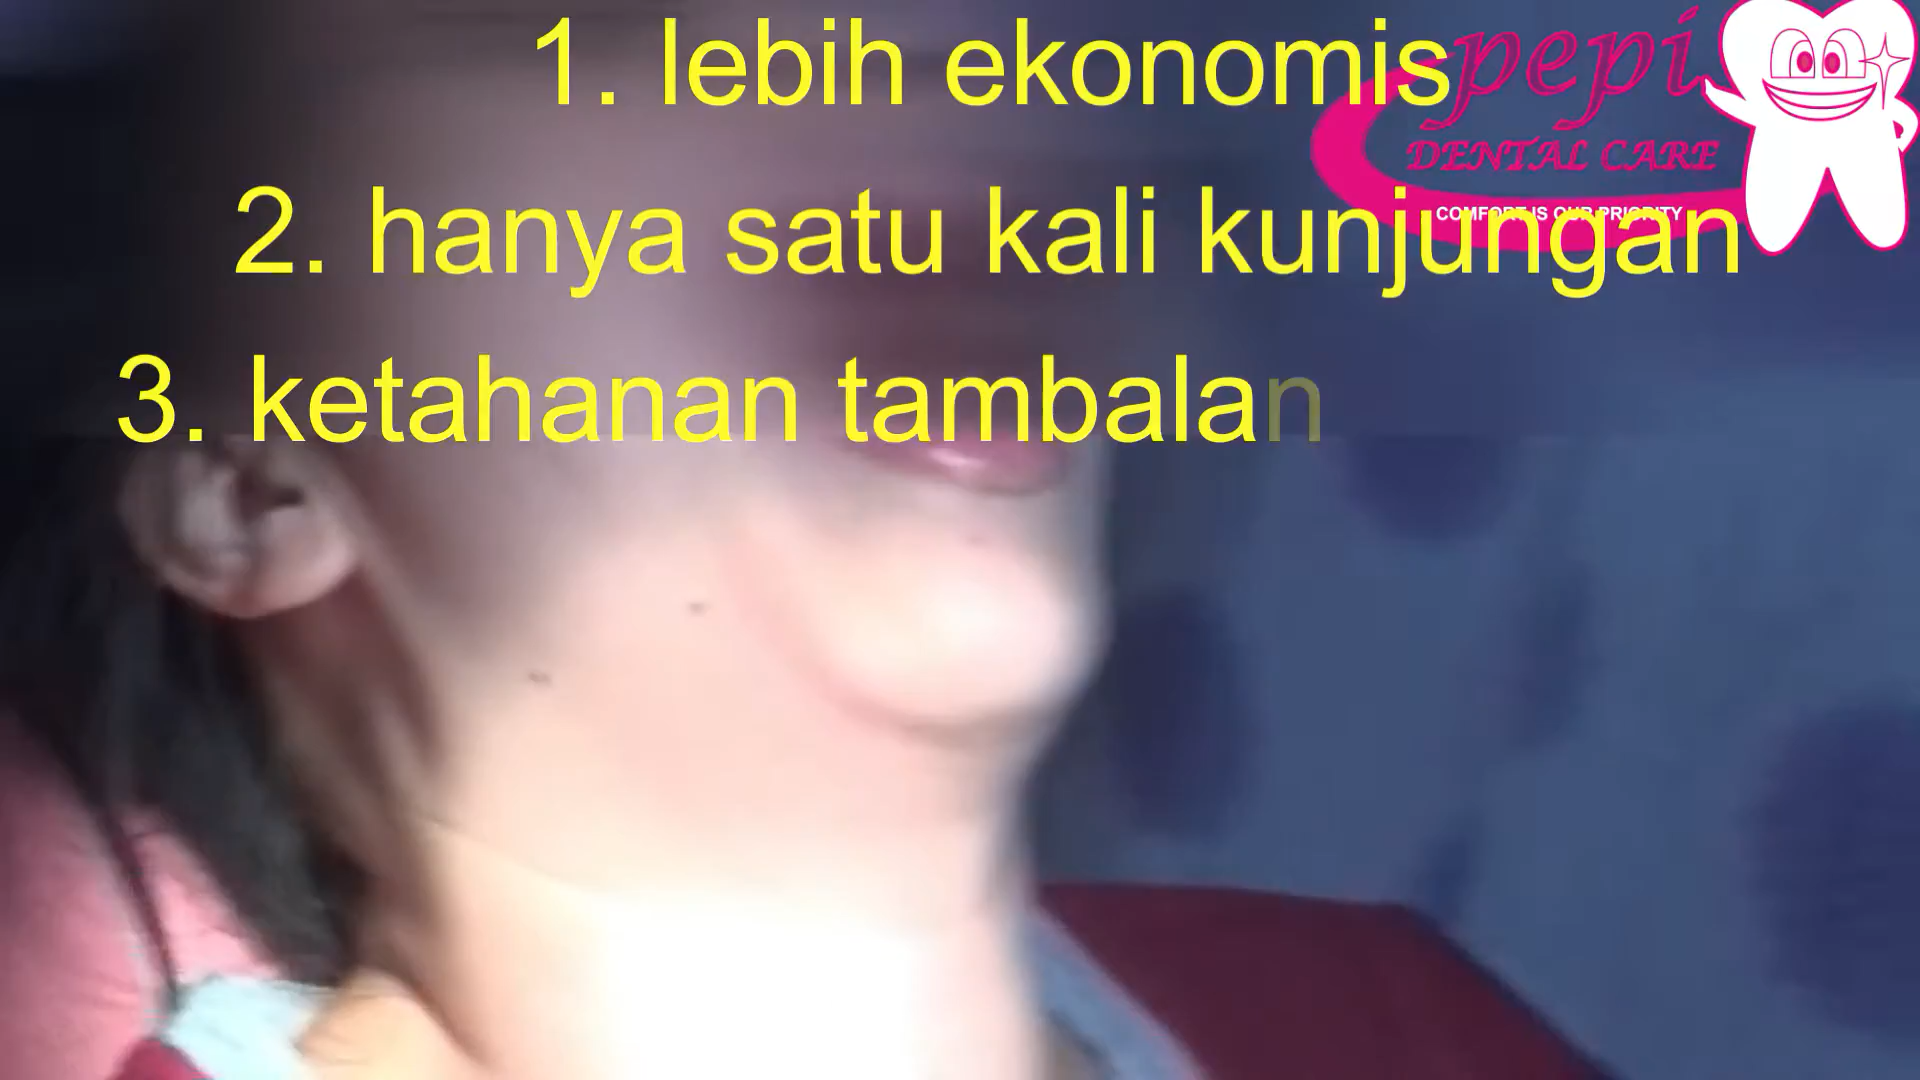 1. lebih ekonomis
pepi
DENTAL CARE
COMFORT IS OUR PRIORITY
2. hanya satu kali kunjungan
3. ketahanan tambalan